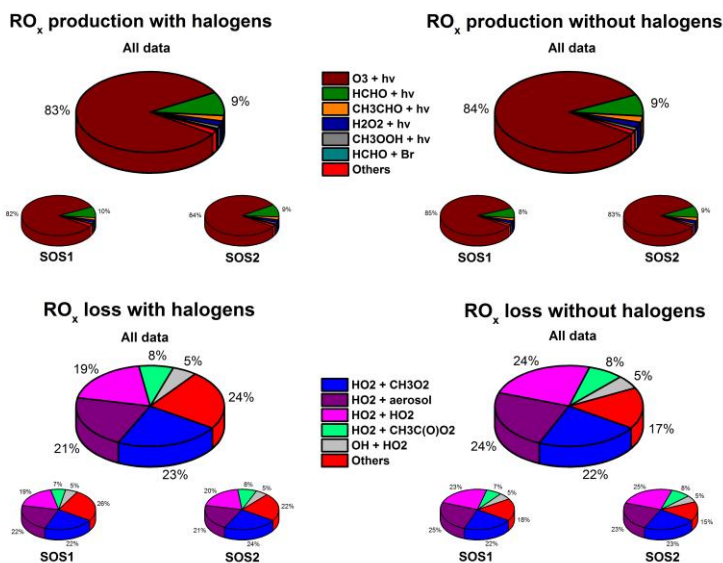 ROx production with halogens
All data
83%
9%
82%
10%
SOS1
84%
9%
SOS2
O3 + hv
HCHO + hv
CH3CHO + hv
H2O2 + hv
CH3OOH + hv
HCHO + Br
Others
ROx production without halogens
All data
84%
9%
85%
8%
SOS1
83%
9%
SOS2
ROx loss with halogens
All data
19%
8%
5%
24%
21%
23%
19%
7%
5%
26%
22%
22%
SOS1
20%
8%
5%
22%
21%
24%
SOS2
HO2 + CH3O2
HO2 + aerosol
HO2 + HO2
HO2 + CH3C(O)O2
OH + HO2
Others
ROx loss without halogens
All data
24%
8%
5%
17%
24%
22%
23%
7%
5%
18%
25%
22%
SOS1
25%
8%
5%
15%
23%
23%
SOS2